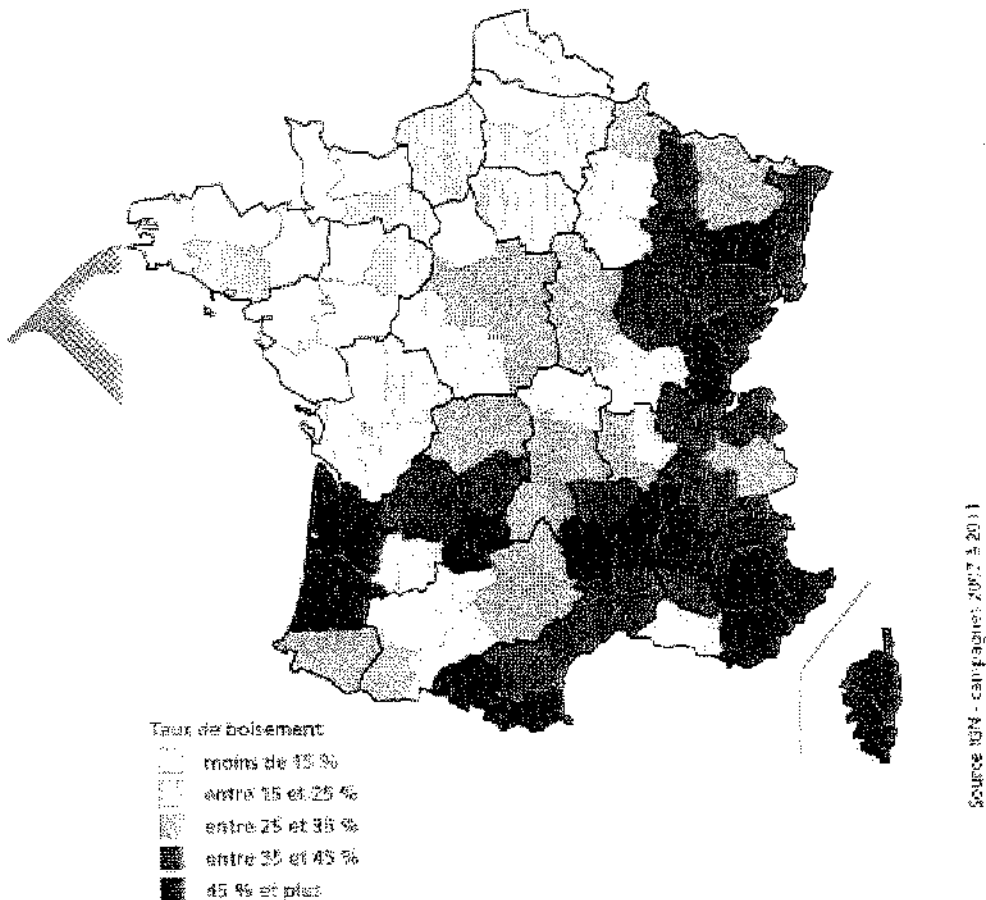 Taux de boisement
moins de 15 %
entre 15 et 25 %
entre 25 et 35 %
entre 35 et 45 %
45 % et plus
Source IGN - campagnes 2007 à 2011